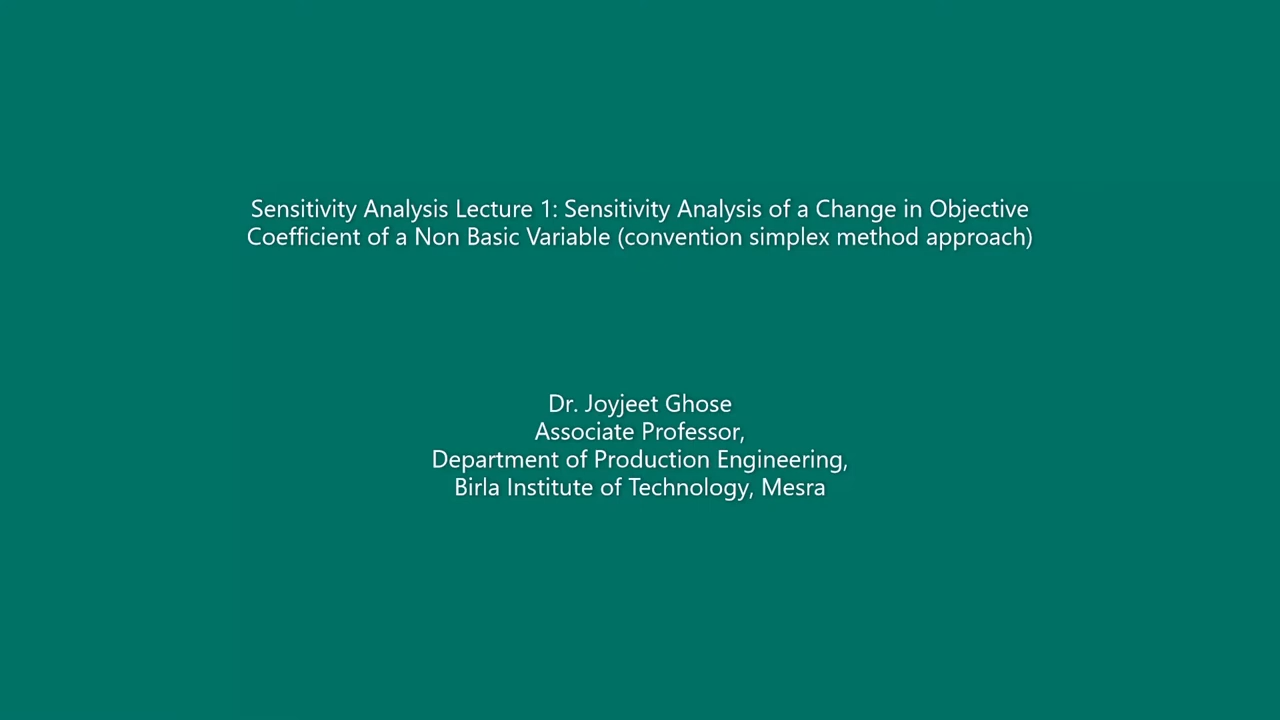 Sensitivity Analysis Lecture 1: Sensitivity Analysis of a Change in Objective
Coefficient of a Non Basic Variable (convention simplex method approach)
Dr. Joyjeet Ghose
Associate Professor,
Department of Production Engineering,
Birla Institute of Technology, Mesra